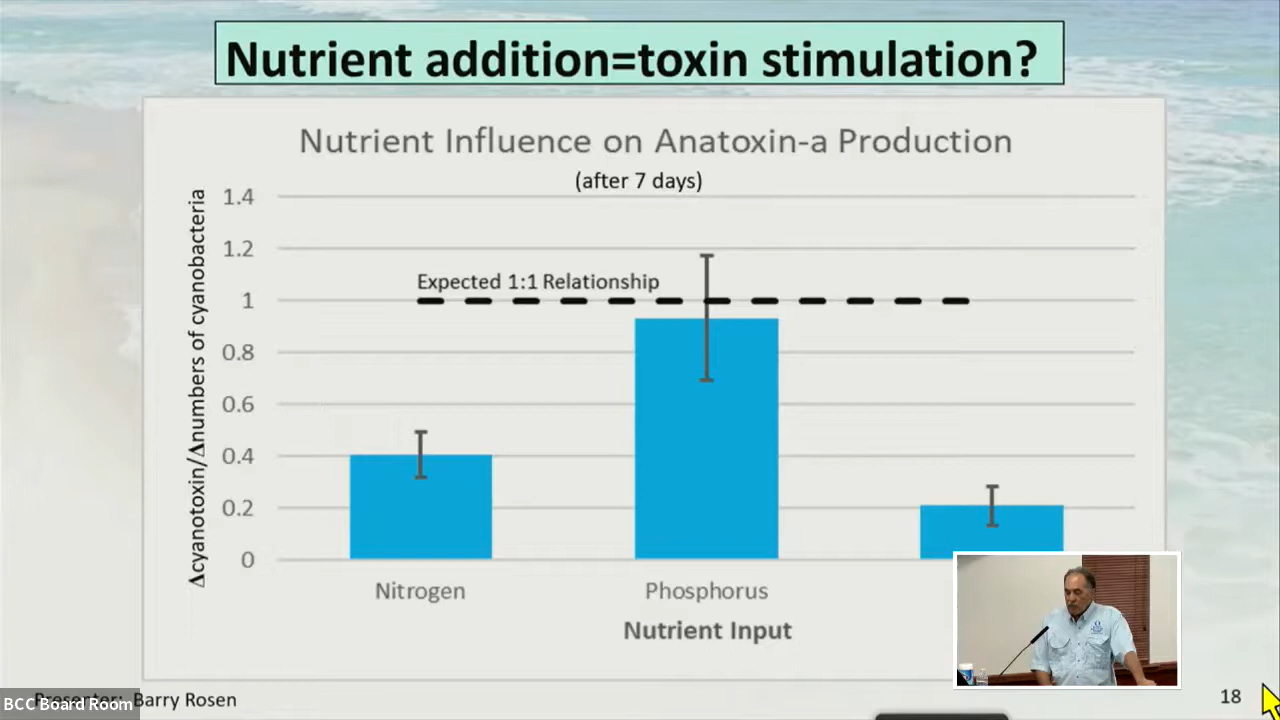 Nutrient addition=toxin stimulation?
Nutrient Influence on Anatoxin-a Production
(after 7 days)
Δcyanotoxin/Δnumbers of cyanobacteria
1.4
1.2
Expected 1:1 Relationship
1
0.8
0.6
0.4
0.2
0
Nitrogen
Phosphorus
Nutrient Input
Presenter: Barry Rosen
BCC Board Room
18